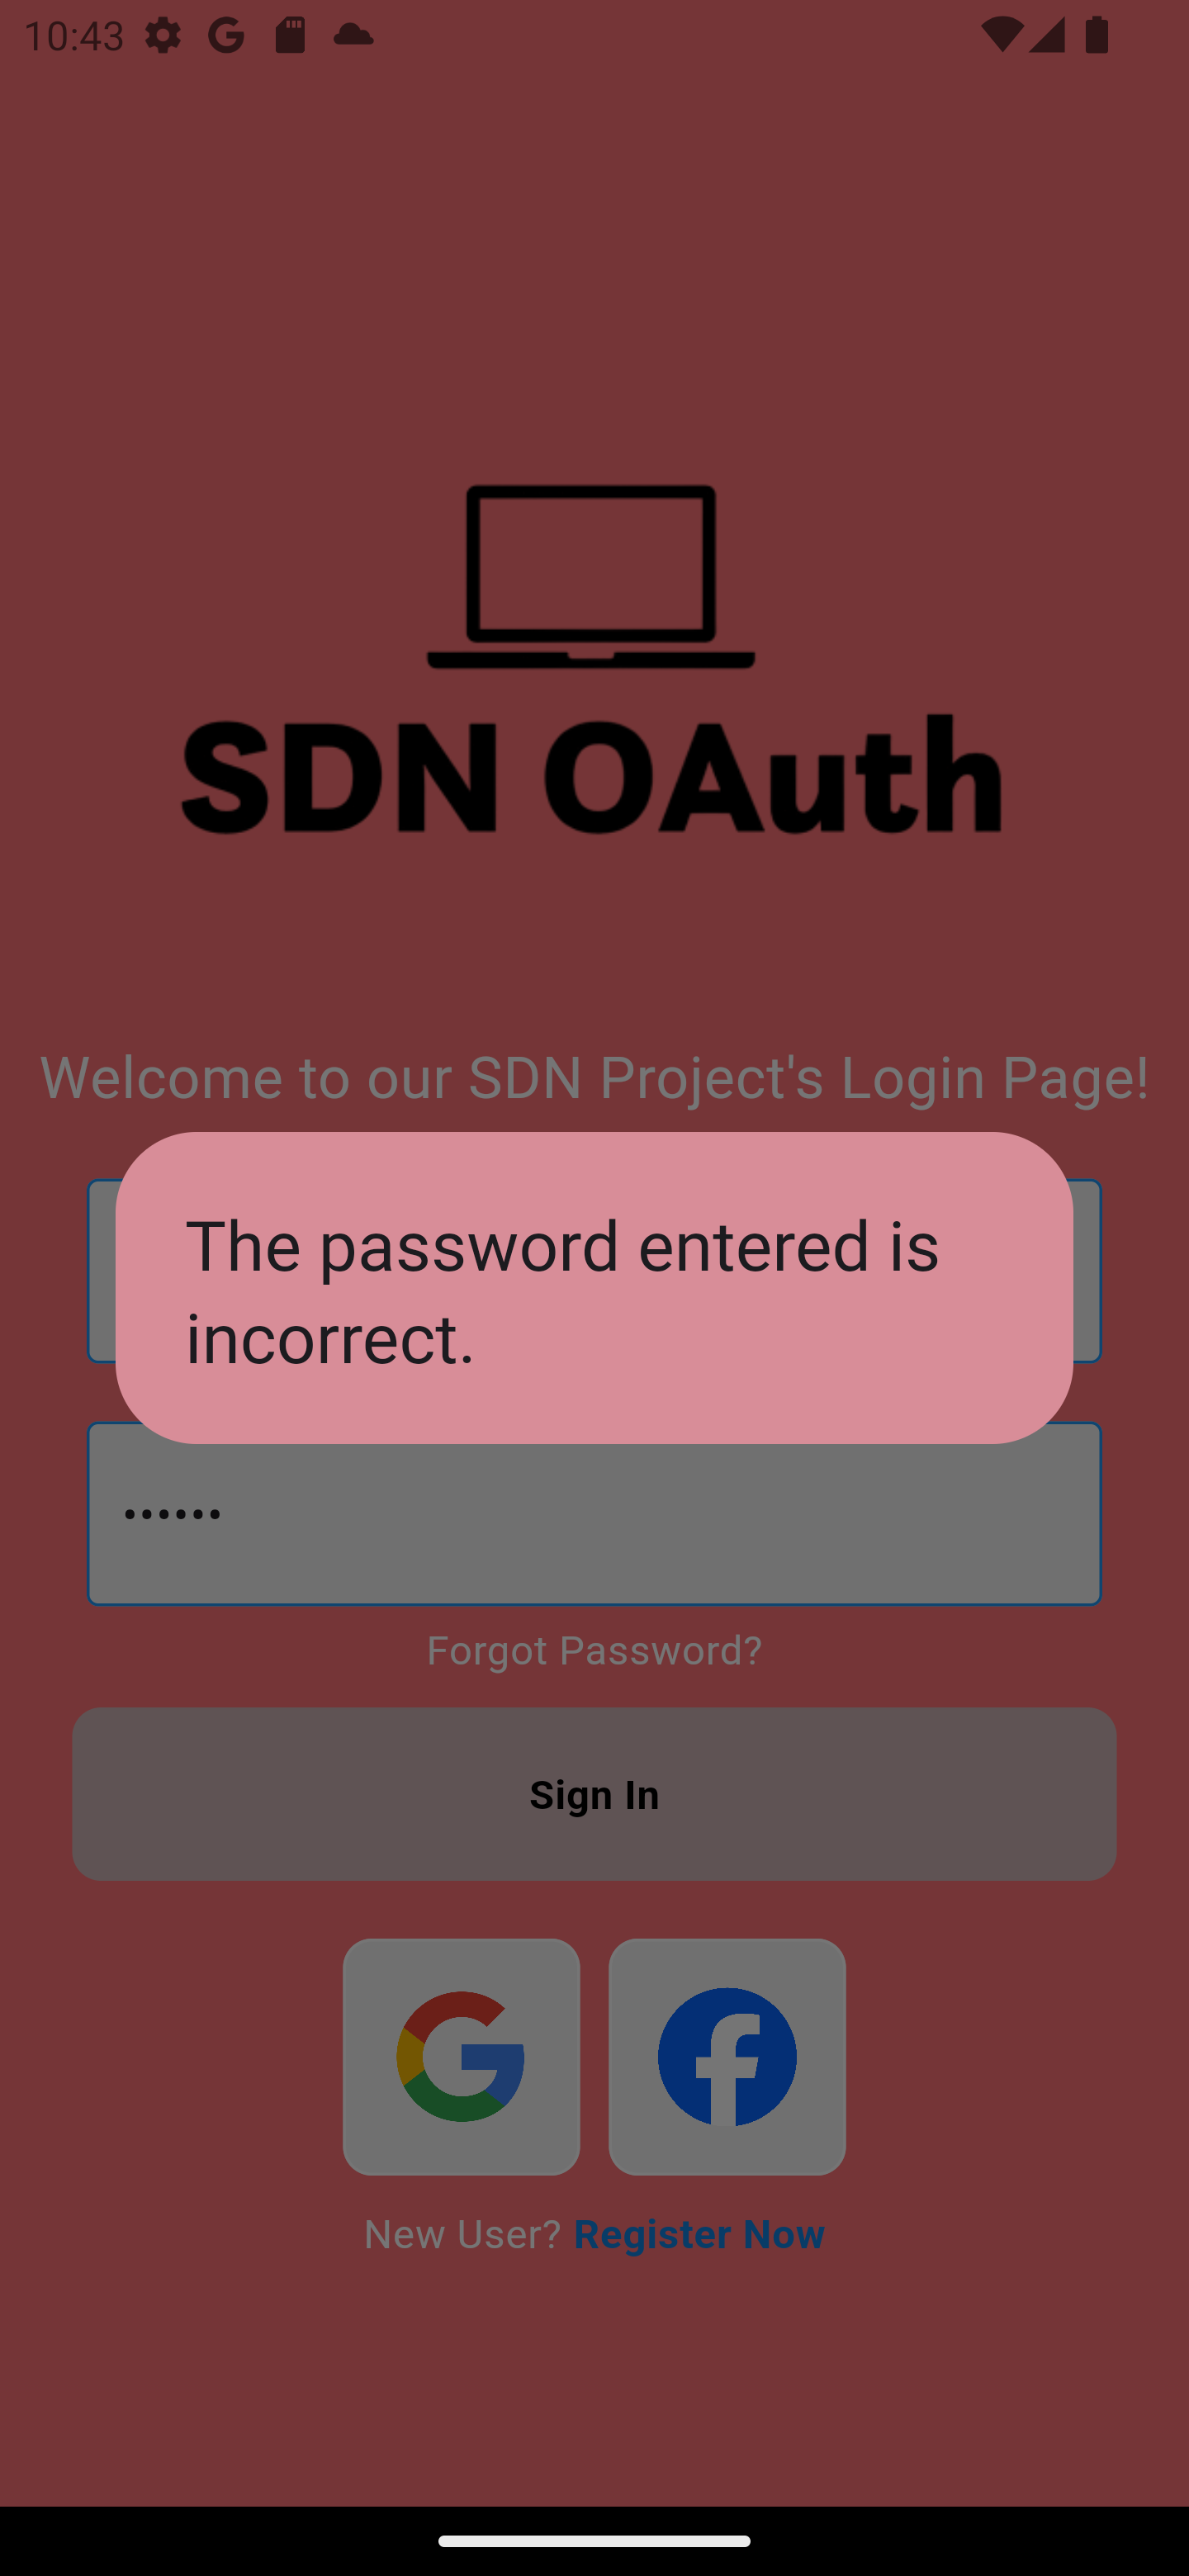 10:43
SDN OAuth
Welcome to our SDN Project's Login Page!
The password entered is
incorrect.
••••••
Forgot Password?
Sign In
New User? Register Now